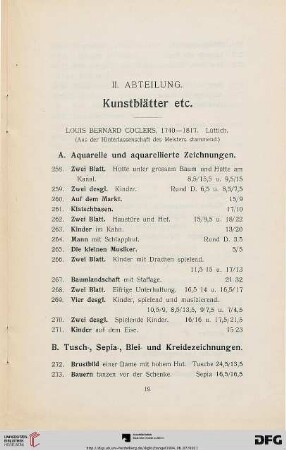 II. ABTEILUNG.
Kunstblätter etc.
LOUIS BERNARD COCLERS, 1740—1817. Lüttich.
(Aus der Hinterlassenschaft des Meisters stammend.)
A. Aquarelle und aquarellierte Zeichnungen.
258. Zwei Blatt. Hütte unter grossem Baum und Hütte am
Kanal. 8,5/15,5 u. 9,5/15
259. Zwei desgl. Kinder. Rund D. 6,5 u. 6,5/7,5
260. Auf dem Markt. 15/9
261. Klatschbasen. 17/10
262. Zwei Blatt. Haustüre und Hof. 15/9,5 u. 18/22
263. Kinder im Kahn. 13/20
264. Mann mit Schlapphut. Rund D. 3,5
265. Die kleinen Musiker. 5/5
266. Zwei Blatt. Kinder mit Drachen spielend.
11,5 15 u. 17/13
267. Baumlandschaft mit Staffage. 21 32
268. Zwei Blatt. Eifrige Unterhaltung. 16,5 14 u. 16,5/17
269. Vier desgl. Kinder, spielend und musizierend.
10,5/9, 8,5/13,5, 9/7,5 u. 7/4,5
270. Zwei desgl. Spielende Kinder. 16/16 u. 17,5/21,5
271. Kinder auf dem Eise. 15 23
B. Tusch-, Sepia-, Blei- und Kreidezeichnungen.
272. Brustbild einer Dame mit hohem Hut. Tusche 24,5/13,5
273. Bauern tanzen vor der Schenke. Sepia 16,5/16,5
19
DFG